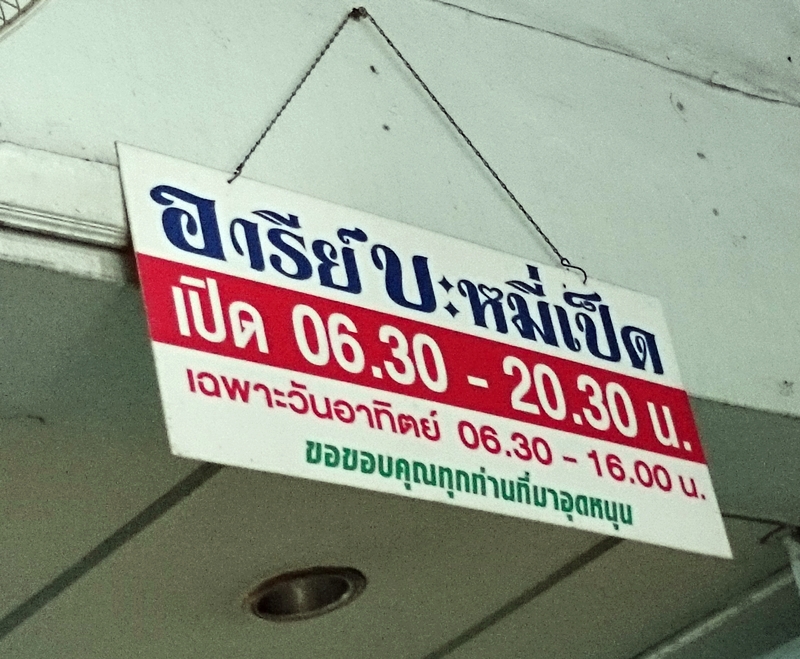 อารีย์ บะหมี่เป็ด
เปิด 06.30 - 20.30 น.
เฉพาะวันอาทิตย์ 06.30 - 16.00 น.
ขอขอบคุณทุกท่านที่มาอุดหนุน